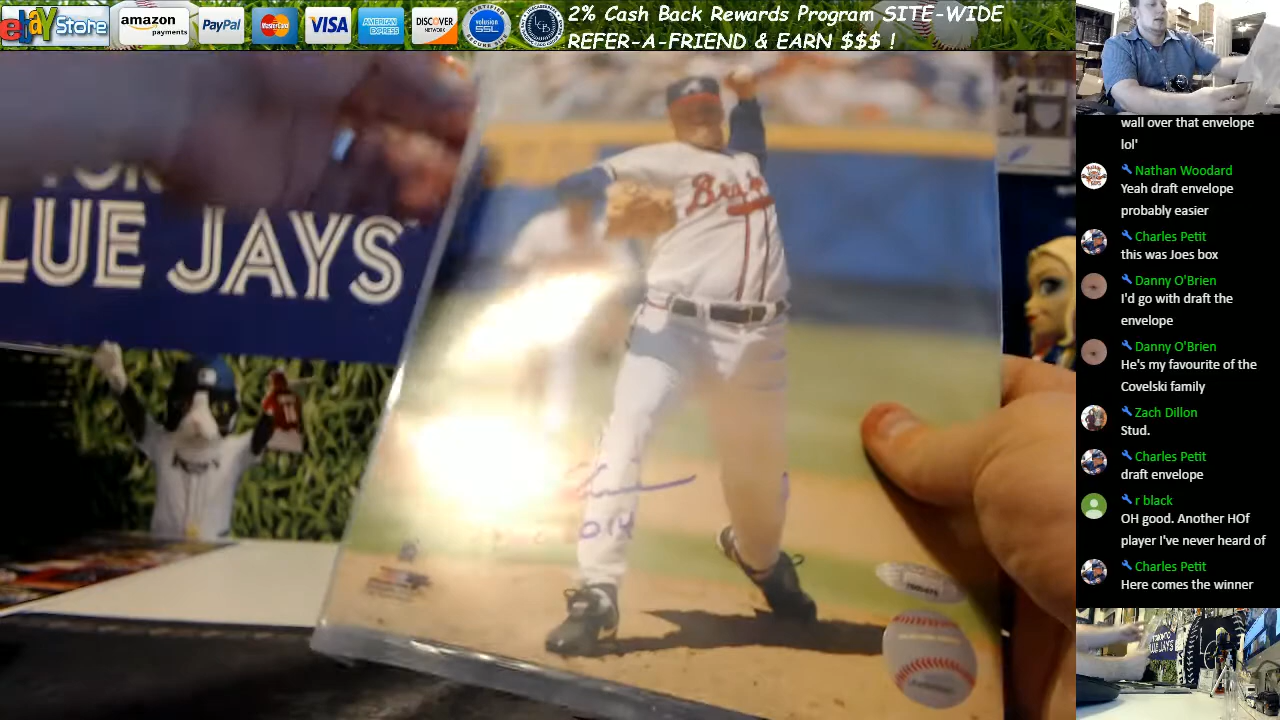 ebay Store
amazon
payments
PayPal
MasterCard
VISA
AMERICAN
EXPRESS
DISCOVER
NETWORK
SSL
2% Cash Back Rewards Program SITE-WIDE
REFER-A-FRIEND & EARN $$$ !
LUE JAYS
Bra
wall over that envelope
lol'
Nathan Woodard
Yeah draft envelope
probably easier
Charles Petit
this was Joes box
Danny O'Brien
I'd go with draft the
envelope
Danny O'Brien
He's my favourite of the
Covelski family
Zach Dillon
Stud.
Charles Petit
draft envelope
r black
OH good. Another HOf
player I've never heard of
Charles Petit
Here comes the winner
LUE JAYS